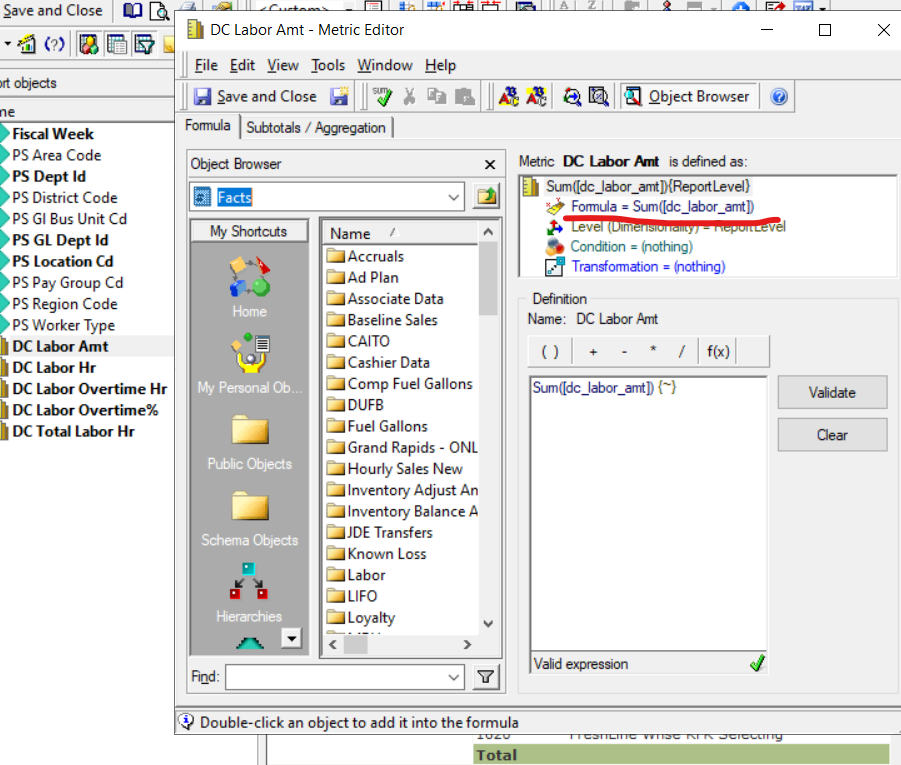 Save and Close
<Custom>
DC Labor Amt - Metric Editor
File Edit View Tools Window Help
Save and Close
Object Browser
Formula
Subtotals / Aggregation
rt objects
me
Fiscal Week
PS Area Code
PS Dept Id
PS District Code
PS Gl Bus Unit Cd
PS GL Dept Id
PS Location Cd
PS Pay Group Cd
PS Region Code
PS Worker Type
DC Labor Amt
DC Labor Hr
DC Labor Overtime Hr
DC Labor Overtime%
DC Total Labor Hr
Object Browser
Facts
My Shortcuts
Home
My Personal Ob...
Public Objects
Schema Objects
Hierarchies
Name
Accruals
Ad Plan
Associate Data
Baseline Sales
CAITO
Cashier Data
Comp Fuel Gallons
DUFB
Fuel Gallons
Grand Rapids - ONL
Hourly Sales New
Inventory Adjust An
Inventory Balance A
JDE Transfers
Known Loss
Labor
LIFO
Loyalty
Find:
Metric DC Labor Amt is defined as:
Sum([dc_labor_amt]){ReportLevel}
Formula = Sum([dc_labor_amt])
Level (Dimensionality) = ReportLevel
Condition = (nothing)
Transformation = (nothing)
Definition
Name: DC Labor Amt
( ) + - * / f(x)
Sum([dc_labor_amt]) {~}
Validate
Clear
Valid expression
Double-click an object to add it into the formula
FreshLine Whse KPK Selecting
Total